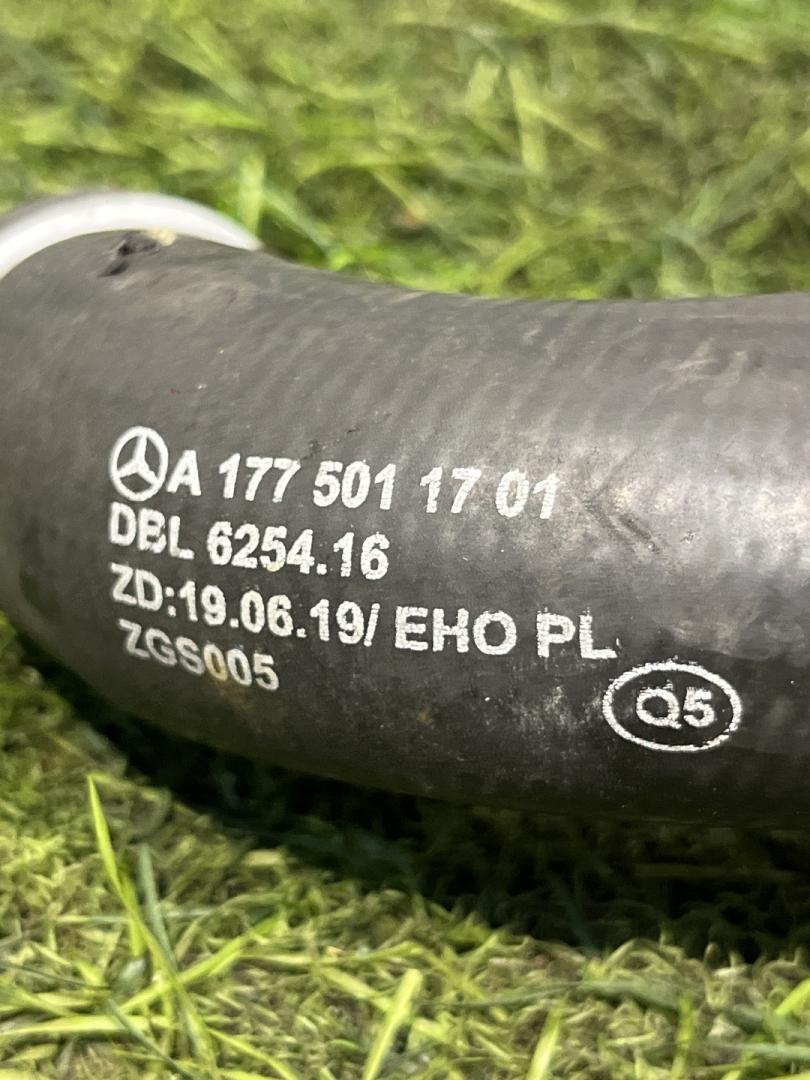 A 177 501 17 01
DBL 6254.16
ZD:19.06.19/ EHO PL
ZGS005
Q5